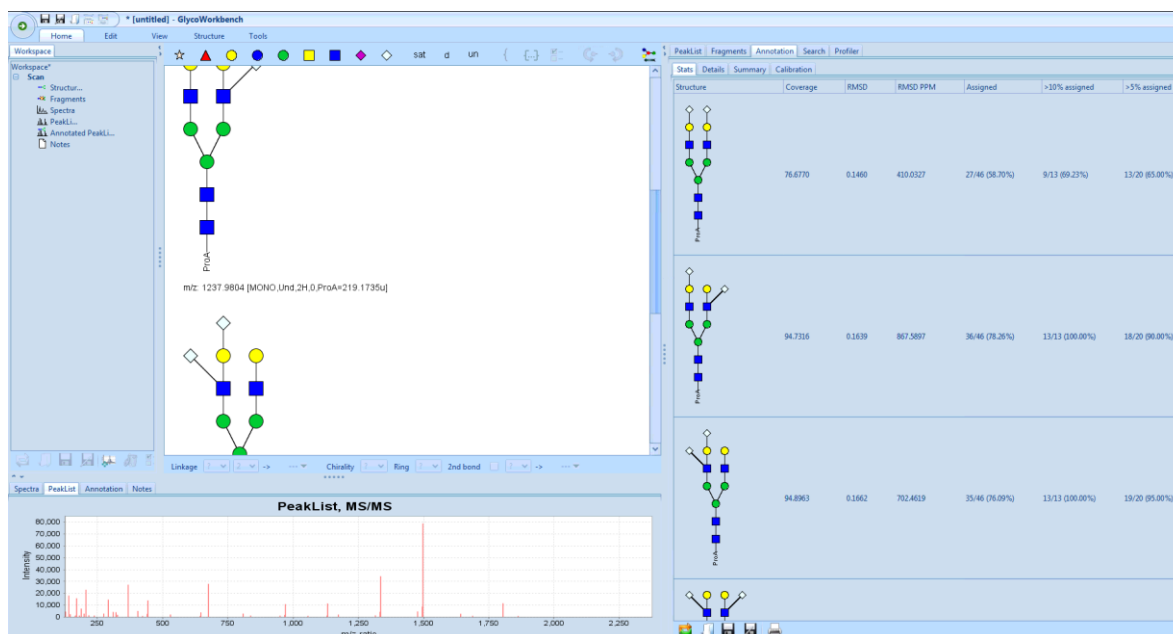 * [untitled] - GlycoWorkbench
Home Edit View Structure Tools
Workspace
Workspace*
Scan
Structur...
Fragments
Spectra
PeakLi...
Annotated PeakLi...
Notes
sat d un
ProA
m/z: 1237.9804 [MONO,Und,2H,0,ProA=219.1735u]
Linkage ? 2 -> --- Chirality ? Ring ? 2nd bond ? -> ---
Spectra PeakList Annotation Notes
PeakList, MS/MS
Intensity
80,000
70,000
60,000
50,000
40,000
30,000
20,000
10,000
0
250 500 750 1,000 1,250 1,500 1,750 2,000 2,250
m/z ratio
PeakList Fragments Annotation Search Profiler
Stats Details Summary Calibration
Structure Coverage RMSD RMSD PPM Assigned >10% assigned >5% assigned
76.6770 0.1460 410.0327 27/46 (58.70%) 9/13 (69.23%) 13/20 (65.00%)
ProA
94.7316 0.1639 867.5897 36/46 (78.26%) 13/13 (100.00%) 18/20 (90.00%)
ProA
94.8963 0.1662 702.4619 35/46 (76.09%) 13/13 (100.00%) 19/20 (95.00%)
ProA